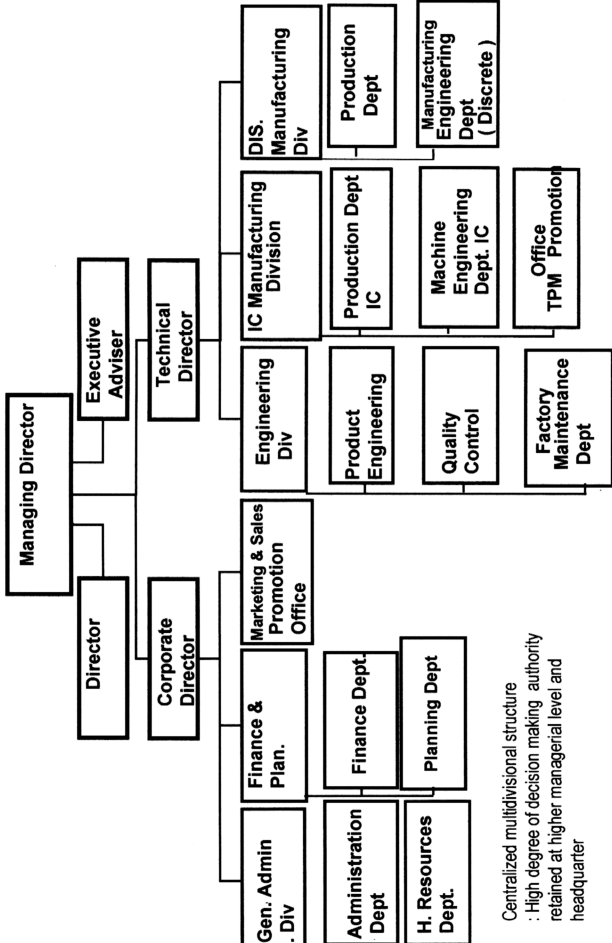 Managing Director
Director
Executive
Adviser
Corporate
Director
Technical
Director
Gen. Admin
. Div
Finance &
Plan.
Marketing & Sales
Promotion
Office
Engineering
Div
IC Manufacturing
Division
DIS.
Manufacturing
Div
Administration
Dept
Finance Dept.
Product
Engineering
Production Dept
IC
Production
Dept
H. Resources
Dept.
Planning Dept
Quality
Control
Machine
Engineering
Dept. IC
Manufacturing
Engineering
Dept
( Discrete )
Factory
Maintenance
Dept
Office
TPM Promotion
Centralized multidivisional structure
: High degree of decision making authority
retained at higher managerial level and
headquarter